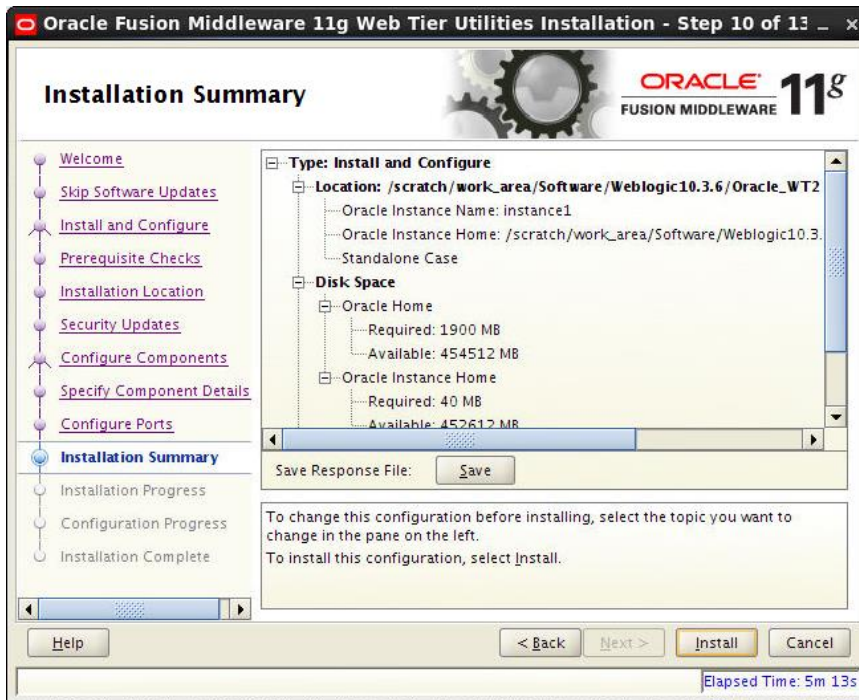 Oracle Fusion Middleware 11g Web Tier Utilities Installation - Step 10 of 13
Installation Summary
ORACLE
FUSION MIDDLEWARE 11g
Welcome
Skip Software Updates
Install and Configure
Prerequisite Checks
Installation Location
Security Updates
Configure Components
Specify Component Details
Configure Ports
Installation Summary
Installation Progress
Configuration Progress
Installation Complete
Type: Install and Configure
Location: /scratch/work_area/Software/Weblogic10.3.6/Oracle_WT2
Oracle Instance Name: instance1
Oracle Instance Home: /scratch/work_area/Software/Weblogic10.3.
Standalone Case
Disk Space
Oracle Home
Required: 1900 MB
Available: 454512 MB
Oracle Instance Home
Required: 40 MB
Available: 452612 MB
Save Response File: Save
To change this configuration before installing, select the topic you want to
change in the pane on the left.
To install this configuration, select Install.
Help < Back Next > Install Cancel
Elapsed Time: 5m 13s